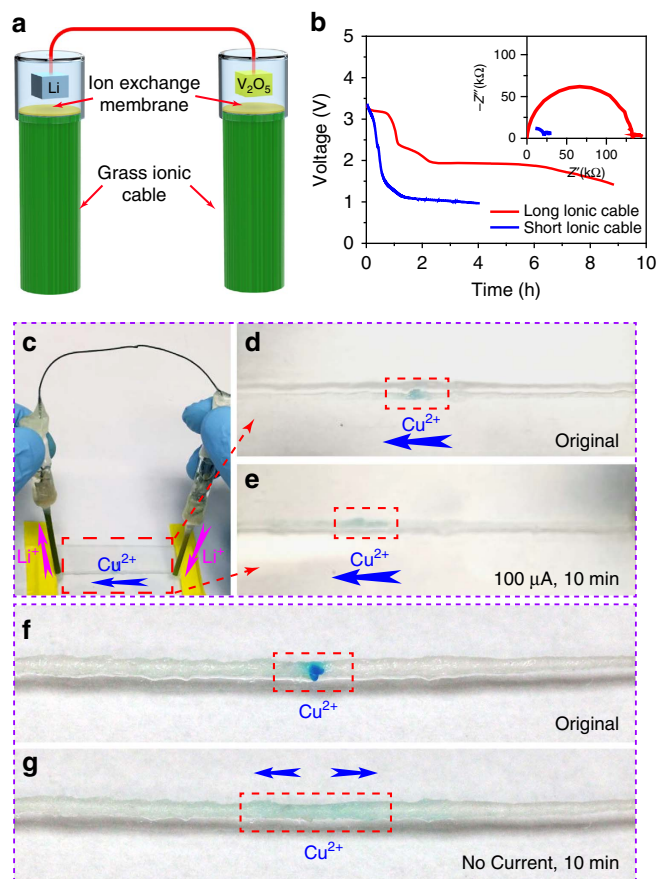 a
Li
V₂O₅
Ion exchange
membrane
Grass ionic
cable
b
Voltage (V)
5
4
3
2
1
0
0
2
4
6
8
10
Time (h)
Long Ionic cable
Short Ionic cable
−Z″(kΩ)
100
50
0
0
50
100
Z′(kΩ)
c
Li⁺
Cu²⁺
Li⁺
d
Cu²⁺
Original
e
Cu²⁺
100 μA, 10 min
f
Cu²⁺
Original
g
Cu²⁺
No Current, 10 min